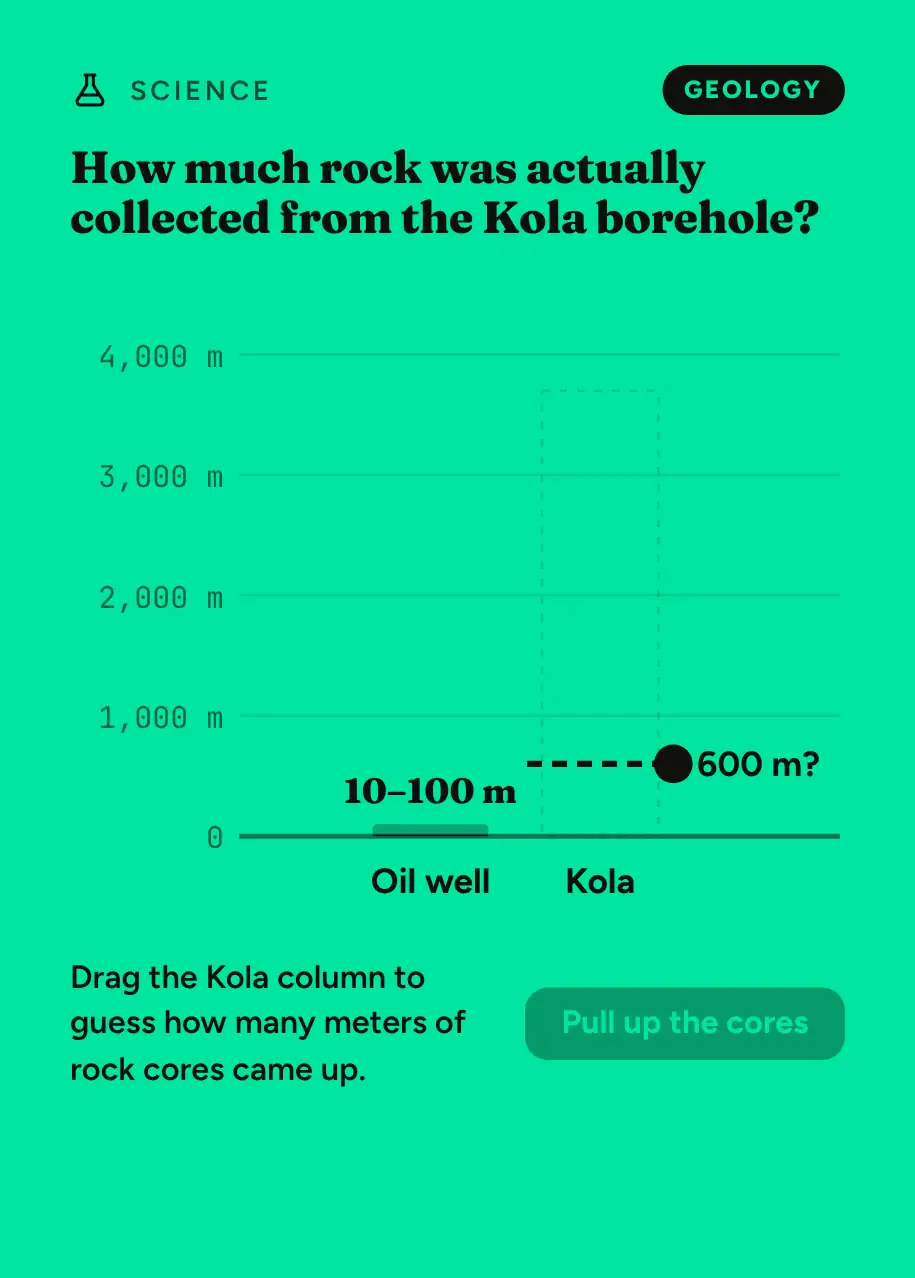 SCIENCE
GEOLOGY
How much rock was actually
collected from the Kola borehole?
4,000 m
3,000 m
2,000 m
1,000 m
600 m?
10–100 m
0
Oil well
Kola
Drag the Kola column to
guess how many meters of
rock cores came up.
Pull up the cores